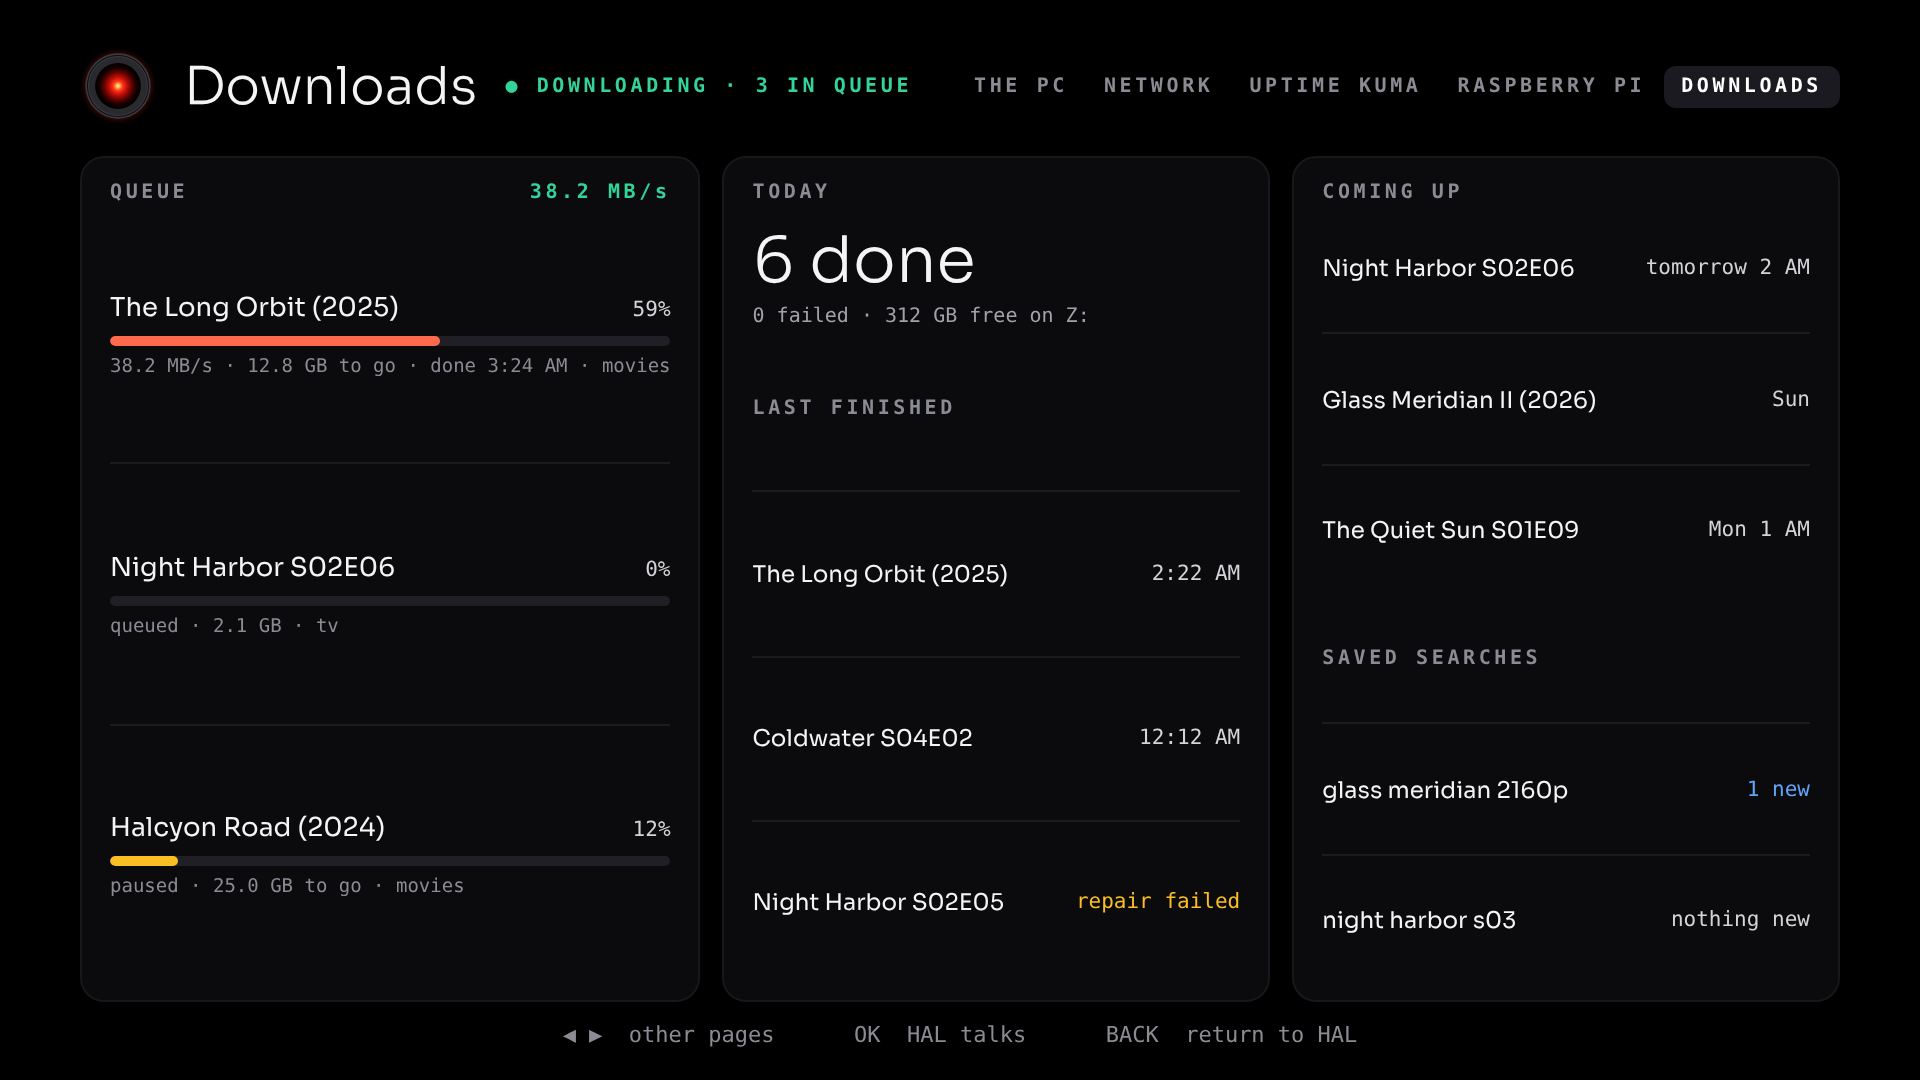 Downloads ● DOWNLOADING · 3 IN QUEUE THE PC NETWORK UPTIME KUMA RASPBERRY PI DOWNLOADS
QUEUE 38.2 MB/s
The Long Orbit (2025) 59%
38.2 MB/s · 12.8 GB to go · done 3:24 AM · movies
Night Harbor S02E06 0%
queued · 2.1 GB · tv
Halcyon Road (2024) 12%
paused · 25.0 GB to go · movies
TODAY
6 done
0 failed · 312 GB free on Z:
LAST FINISHED
The Long Orbit (2025) 2:22 AM
Coldwater S04E02 12:12 AM
Night Harbor S02E05 repair failed
COMING UP
Night Harbor S02E06 tomorrow 2 AM
Glass Meridian II (2026) Sun
The Quiet Sun S01E09 Mon 1 AM
SAVED SEARCHES
glass meridian 2160p 1 new
night harbor s03 nothing new
◀ ▶ other pages OK HAL talks BACK return to HAL